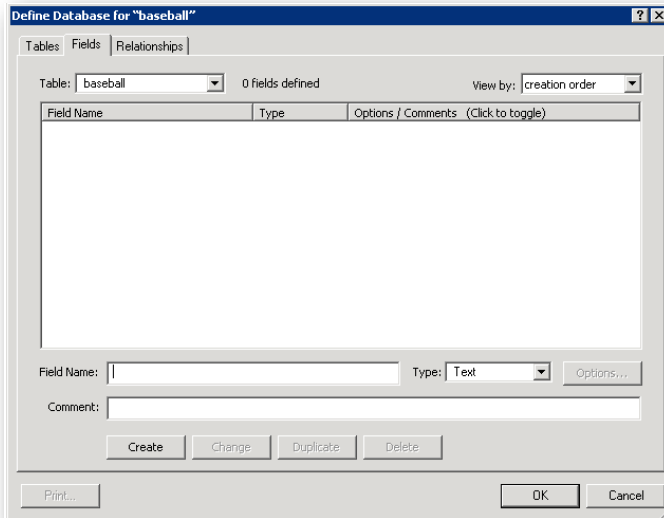 Define Database for "baseball"
Tables Fields Relationships
Table: baseball 0 fields defined View by: creation order
Field Name Type Options / Comments (Click to toggle)
Field Name: Type: Text Options...
Comment:
Create Change Duplicate Delete
Print... OK Cancel